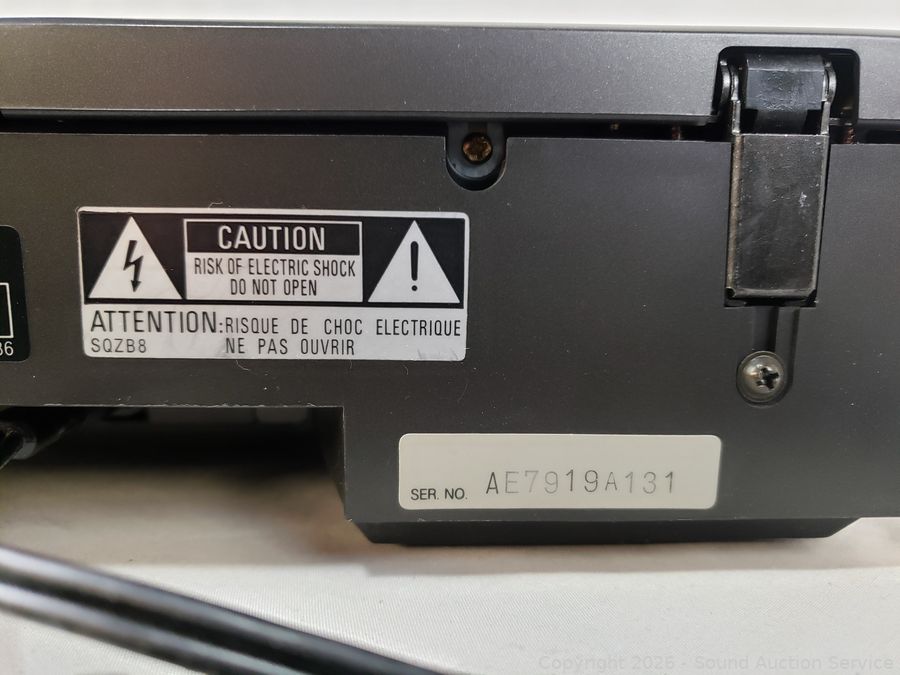 CAUTION
RISK OF ELECTRIC SHOCK
DO NOT OPEN
ATTENTION:RISQUE DE CHOC ELECTRIQUE
SQZB8 NE PAS OUVRIR
36
SER. NO. AE7919A131
Copyright 2026 - Sound Auction Service